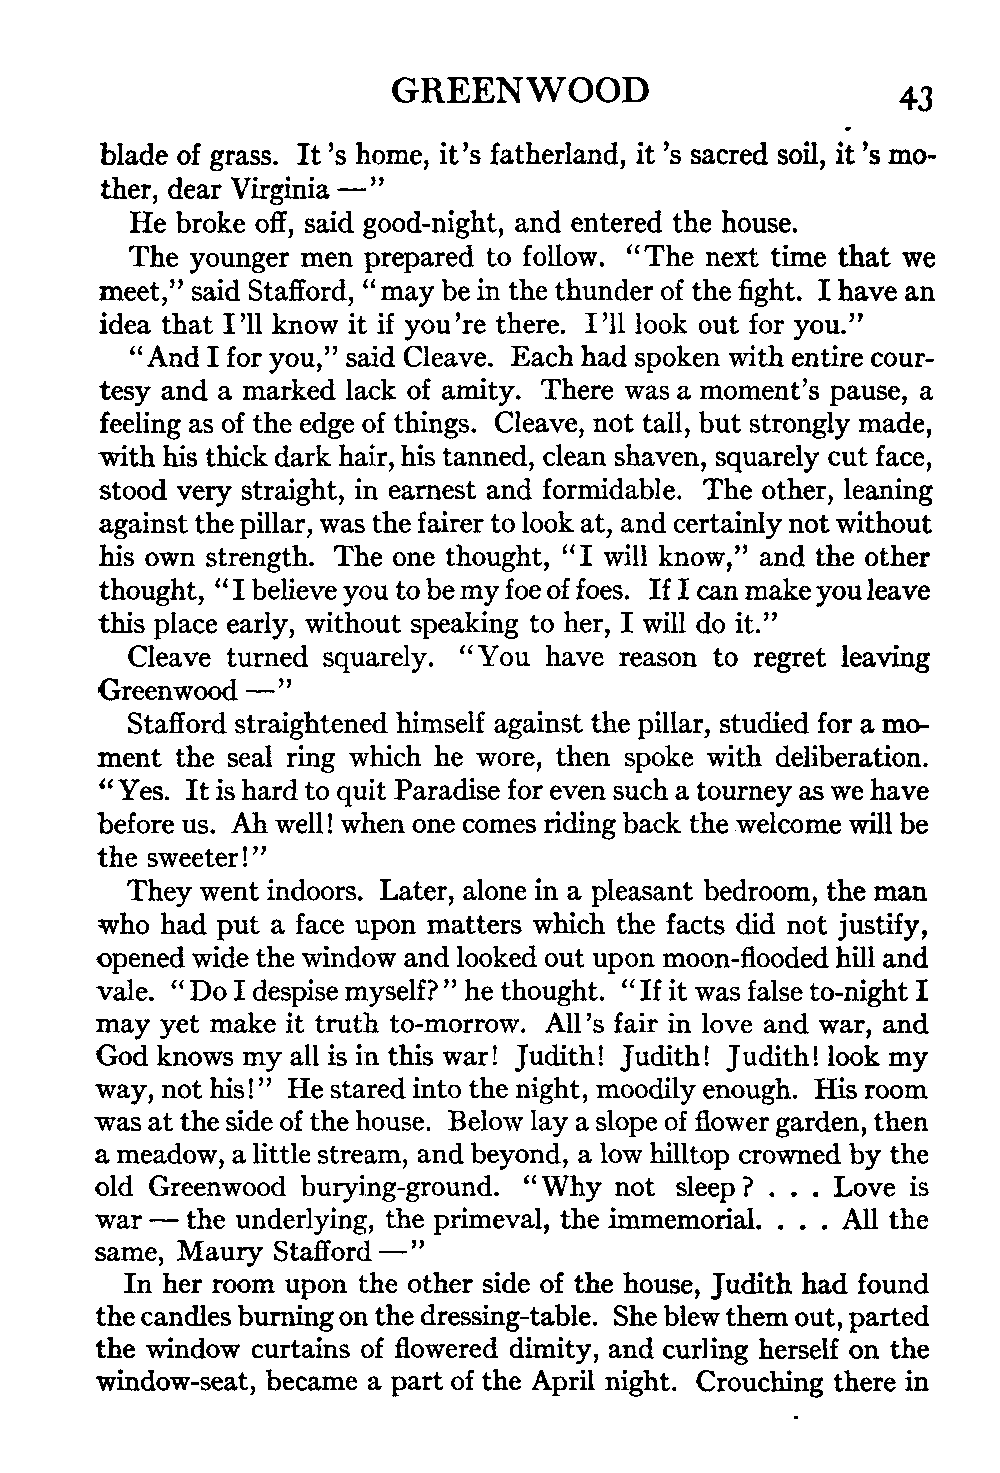 GREENWOOD 43
blade of grass. It 's home, it's fatherland, it 's sacred soil, it 's mo-
ther, dear Virginia —"
He broke off, said good-night, and entered the house.
The younger men prepared to follow. "The next time that we
meet," said Stafford, "may be in the thunder of the fight. I have an
idea that I'll know it if you're there. I'll look out for you."
"And I for you," said Cleave. Each had spoken with entire cour-
tesy and a marked lack of amity. There was a moment's pause, a
feeling as of the edge of things. Cleave, not tall, but strongly made,
with his thick dark hair, his tanned, clean shaven, squarely cut face,
stood very straight, in earnest and formidable. The other, leaning
against the pillar, was the fairer to look at, and certainly not without
his own strength. The one thought, "I will know," and the other
thought, "I believe you to be my foe of foes. If I can make you leave
this place early, without speaking to her, I will do it."
Cleave turned squarely. "You have reason to regret leaving
Greenwood —"
Stafford straightened himself against the pillar, studied for a mo-
ment the seal ring which he wore, then spoke with deliberation.
"Yes. It is hard to quit Paradise for even such a tourney as we have
before us. Ah well! when one comes riding back the welcome will be
the sweeter!"
They went indoors. Later, alone in a pleasant bedroom, the man
who had put a face upon matters which the facts did not justify,
opened wide the window and looked out upon moon-flooded hill and
vale. "Do I despise myself?" he thought. "If it was false to-night I
may yet make it truth to-morrow. All's fair in love and war, and
God knows my all is in this war! Judith! Judith! Judith! look my
way, not his!" He stared into the night, moodily enough. His room
was at the side of the house. Below lay a slope of flower garden, then
a meadow, a little stream, and beyond, a low hilltop crowned by the
old Greenwood burying-ground. "Why not sleep? . . . Love is
war — the underlying, the primeval, the immemorial. . . . All the
same, Maury Stafford —"
In her room upon the other side of the house, Judith had found
the candles burning on the dressing-table. She blew them out, parted
the window curtains of flowered dimity, and curling herself on the
window-seat, became a part of the April night. Crouching there in